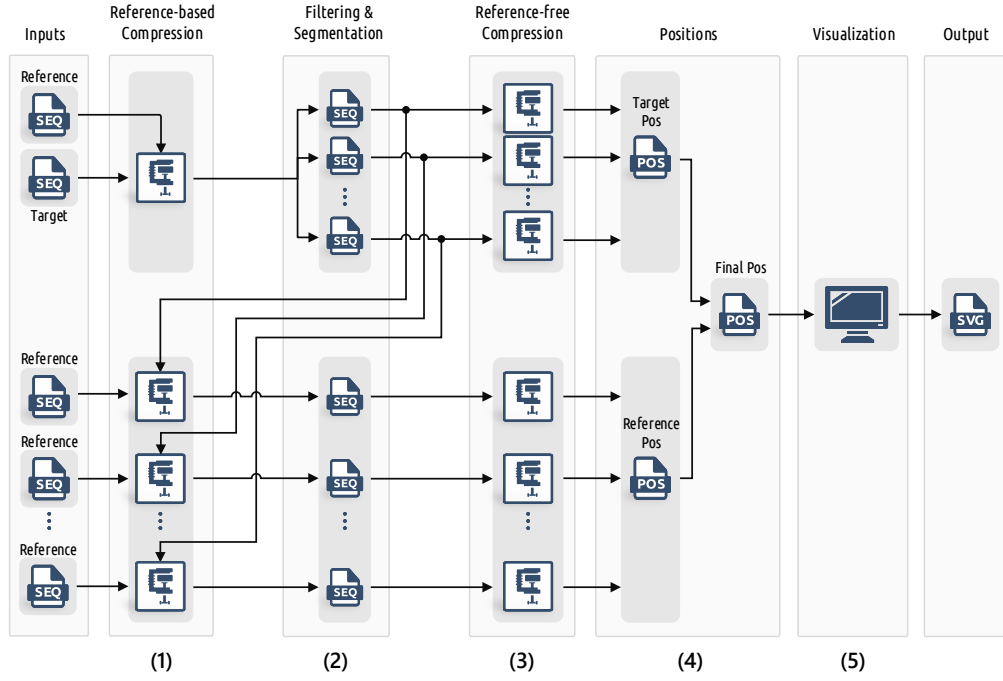 Inputs
Reference-based
Compression
Filtering &
Segmentation
Reference-free
Compression
Positions
Visualization
Output
Reference
SEQ
SEQ
Target
SEQ
SEQ
SEQ
Target
Pos
POS
Final Pos
POS
SVG
Reference
SEQ
SEQ
Reference
SEQ
SEQ
Reference
Pos
POS
Reference
SEQ
SEQ
(1)
(2)
(3)
(4)
(5)